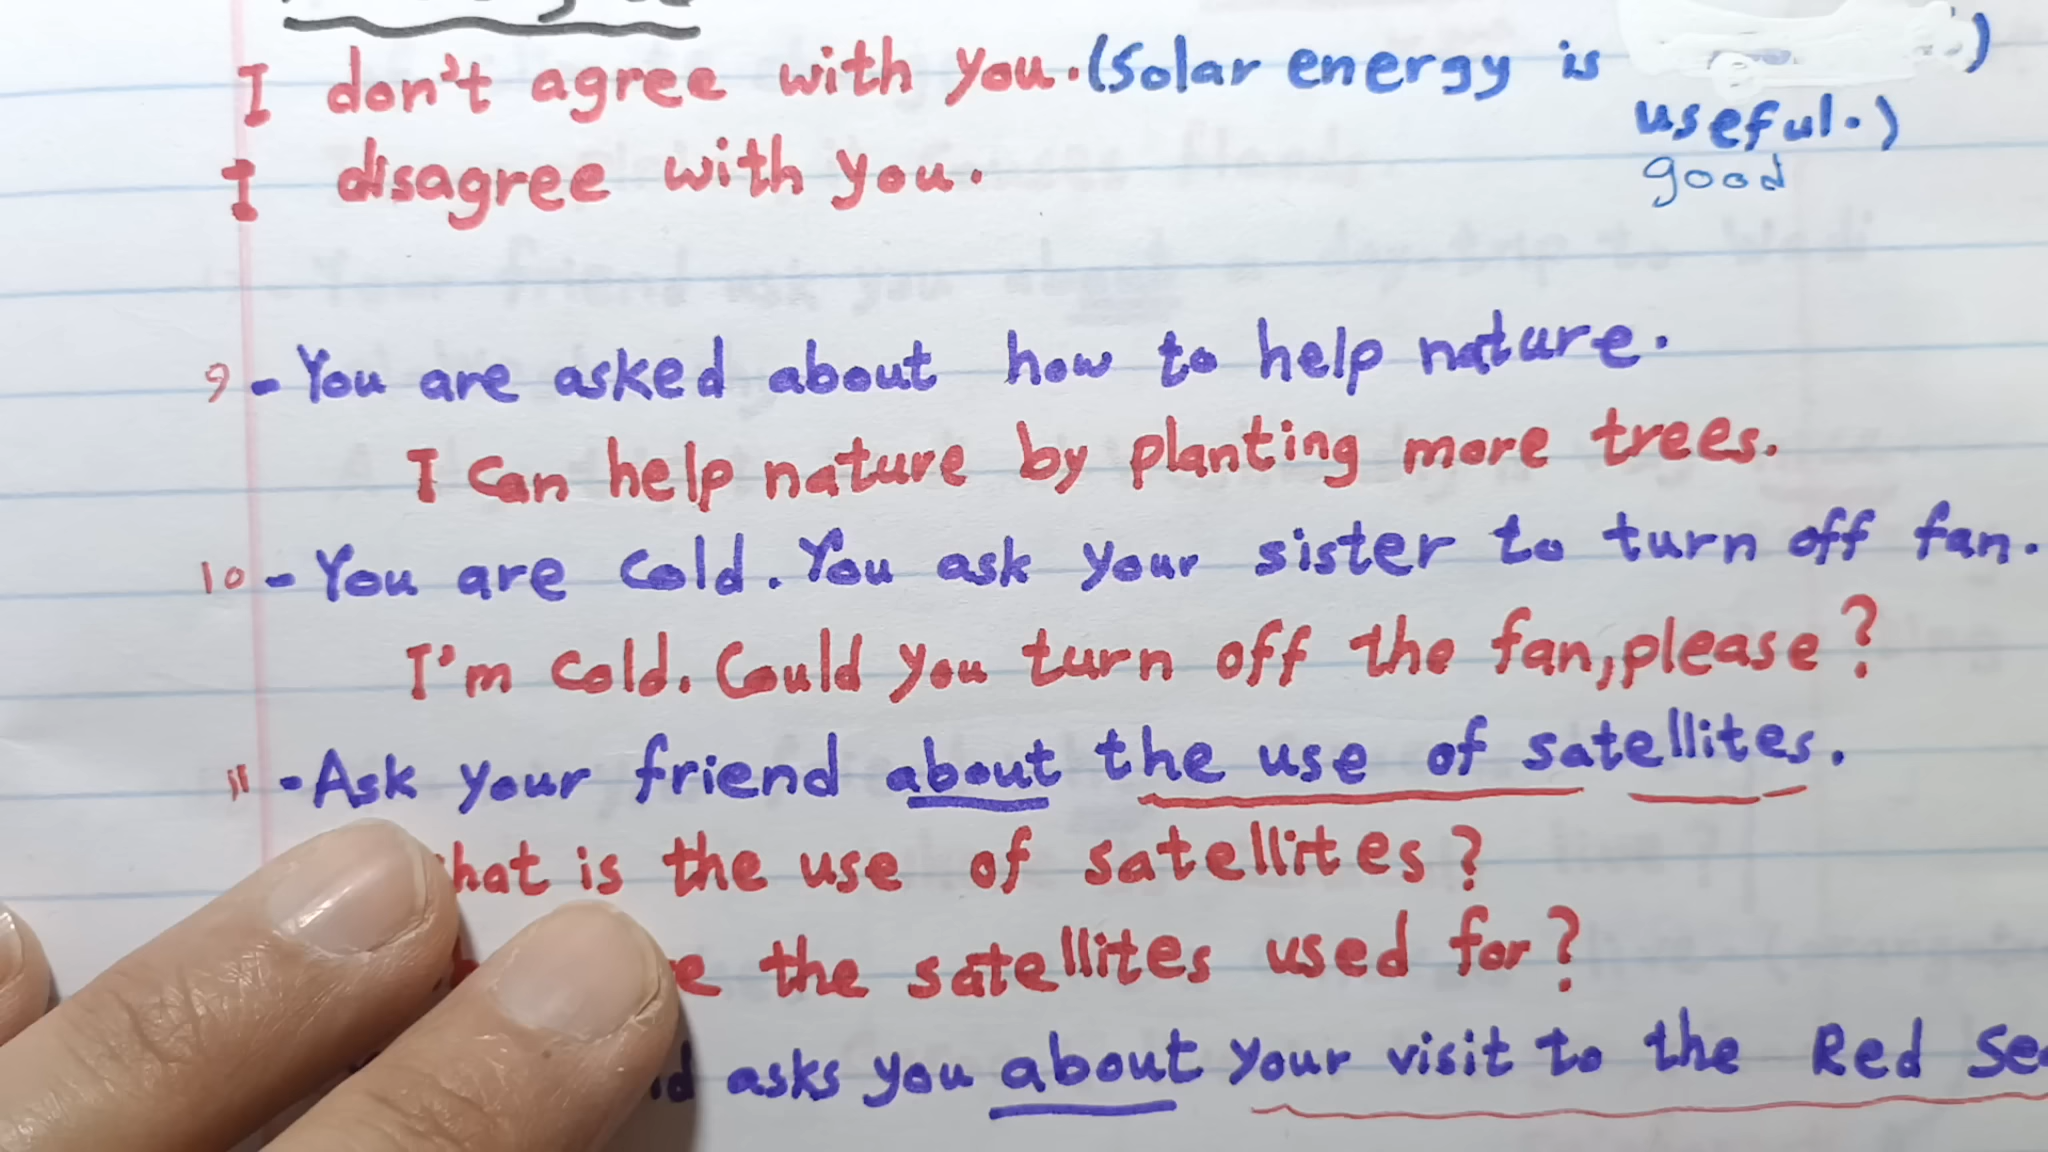 I don't agree with you. (Solar energy is )
useful.)
good
I disagree with you.
9 - You are asked about how to help nature.
I can help nature by planting more trees.
10 - You are cold. You ask your sister to turn off fan.
I'm cold. Could you turn off the fan, please?
11 - Ask your friend about the use of satellites.
is the use of satellites?
the satellites used for?
asks you about your visit to the Red